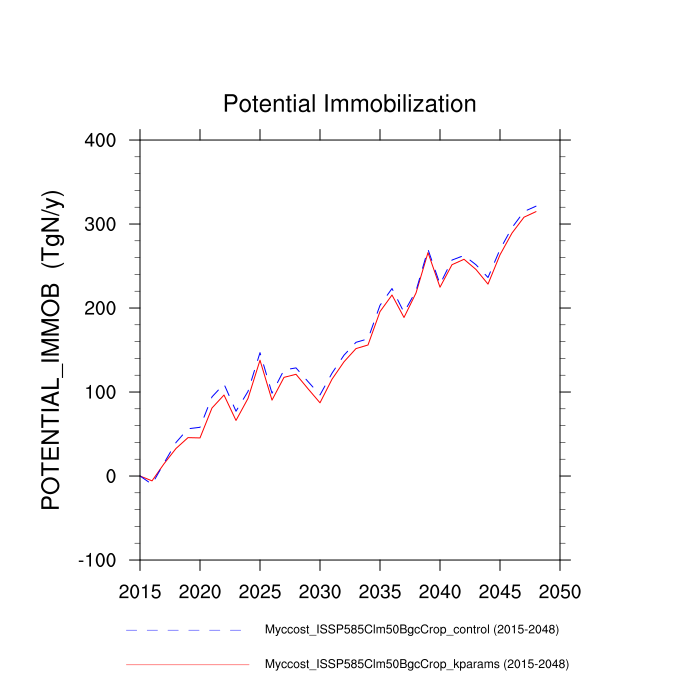 Potential Immobilization
POTENTIAL_IMMOB (TgN/y)
400
300
200
100
0
-100
2015 2020 2025 2030 2035 2040 2045 2050
Myccost_ISSP585Clm50BgcCrop_control (2015-2048)
Myccost_ISSP585Clm50BgcCrop_kparams (2015-2048)